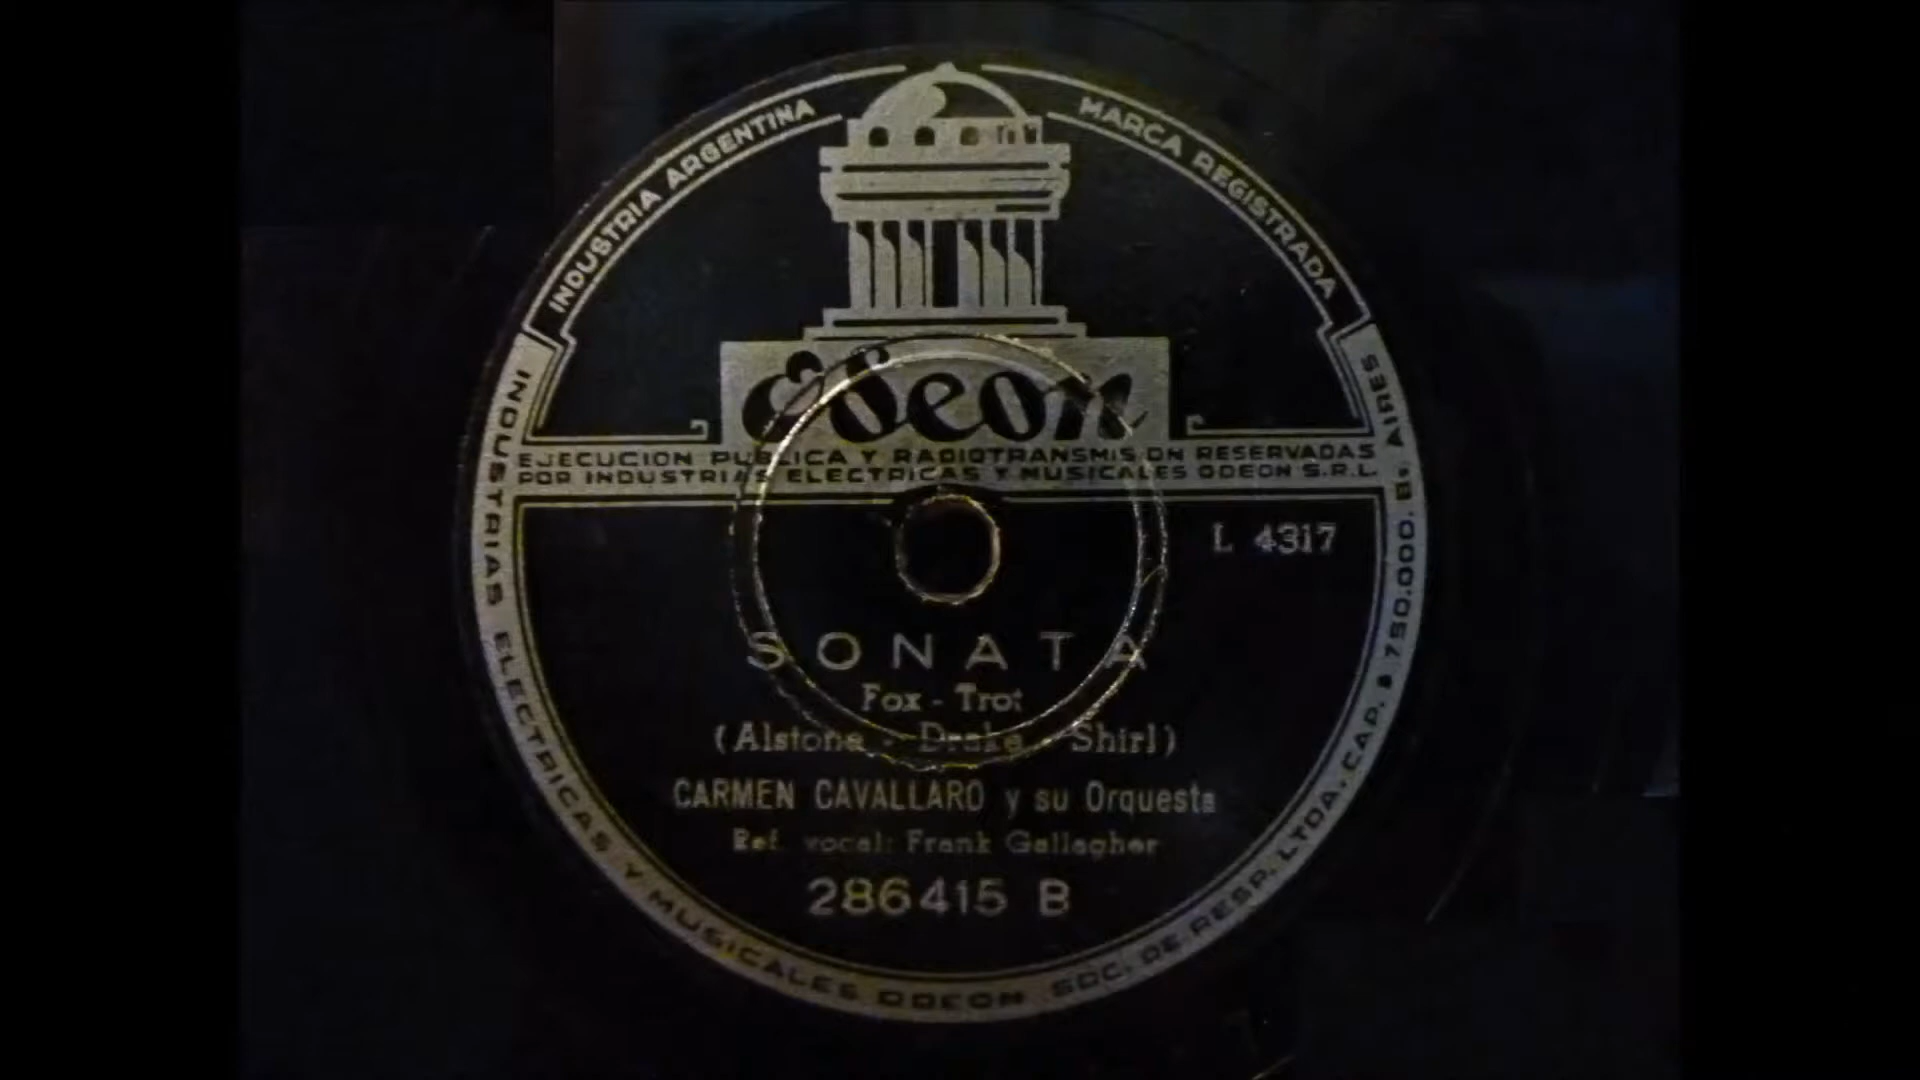 INDUSTRIA ARGENTINA
MARCA REGISTRADA
Odeon
EJECUCION PUBLICA Y RADIOTRANSMISION RESERVADAS
POR INDUSTRIAS ELECTRICAS Y MUSICALES ODEON S.R.L.
L 4317
SONATA
Fox - Trot
(Alstone - Drake - Shirl)
CARMEN CAVALLARO y su Orquesta
Ref. vocal: Frank Gallagher
286415 B
INDUSTRIAS ELECTRICAS Y MUSICALES ODEON SOC. DE RESP. LTDA. CAP. $ 750.000. B. AIRES